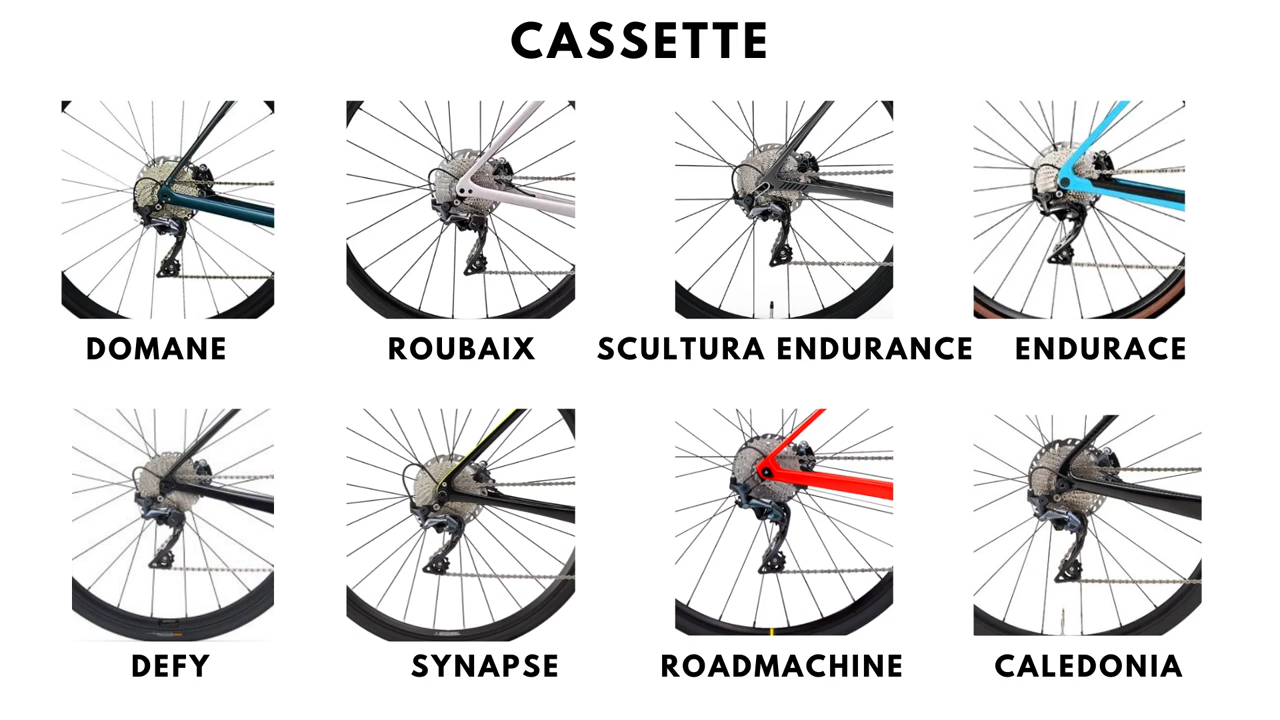 CASSETTE
DOMANE
ROUBAIX
SCULTURA ENDURANCE
ENDURACE
DEFY
SYNAPSE
ROADMACHINE
CALEDONIA